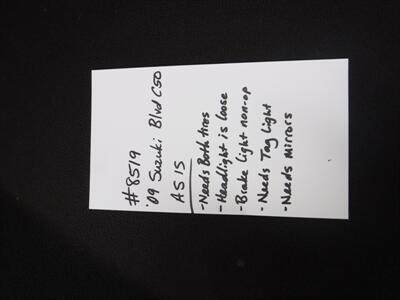 #8519
'09 Suzuki Blvd C50
AS IS
- Needs Both tires
- Headlight is loose
- Brake Light non-op
- Needs Tag Light
- Needs Mirrors